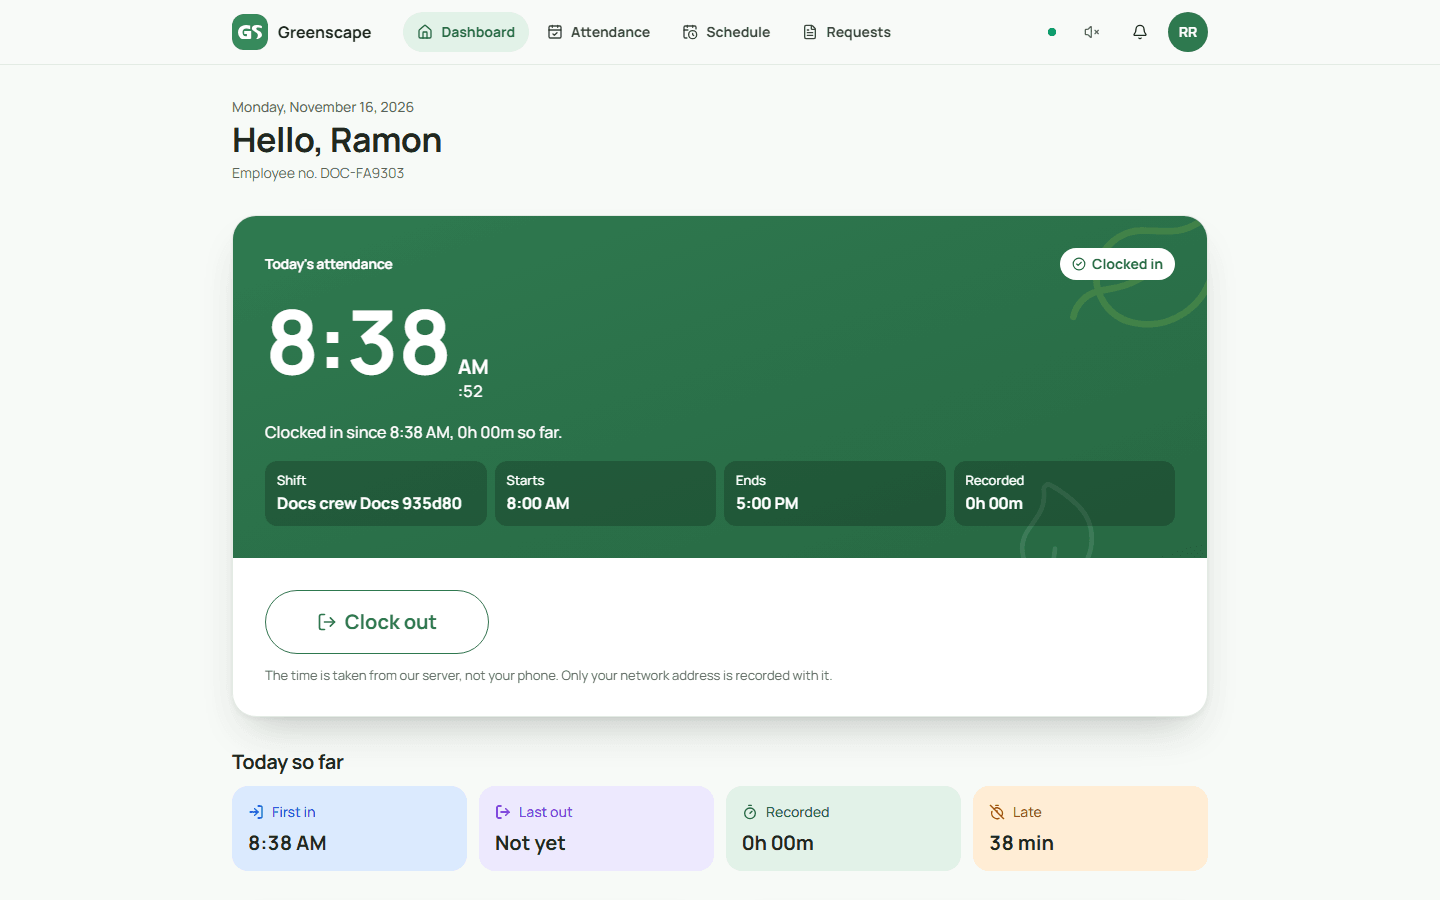 GS Greenscape Dashboard Attendance Schedule Requests RR
Monday, November 16, 2026
Hello, Ramon
Employee no. DOC-FA9303
Today's attendance
Clocked in
8:38 AM
:52
Clocked in since 8:38 AM, 0h 00m so far.
Shift Starts Ends Recorded
Docs crew Docs 935d80 8:00 AM 5:00 PM 0h 00m
Clock out
The time is taken from our server, not your phone. Only your network address is recorded with it.
Today so far
First in Last out Recorded Late
8:38 AM Not yet 0h 00m 38 min